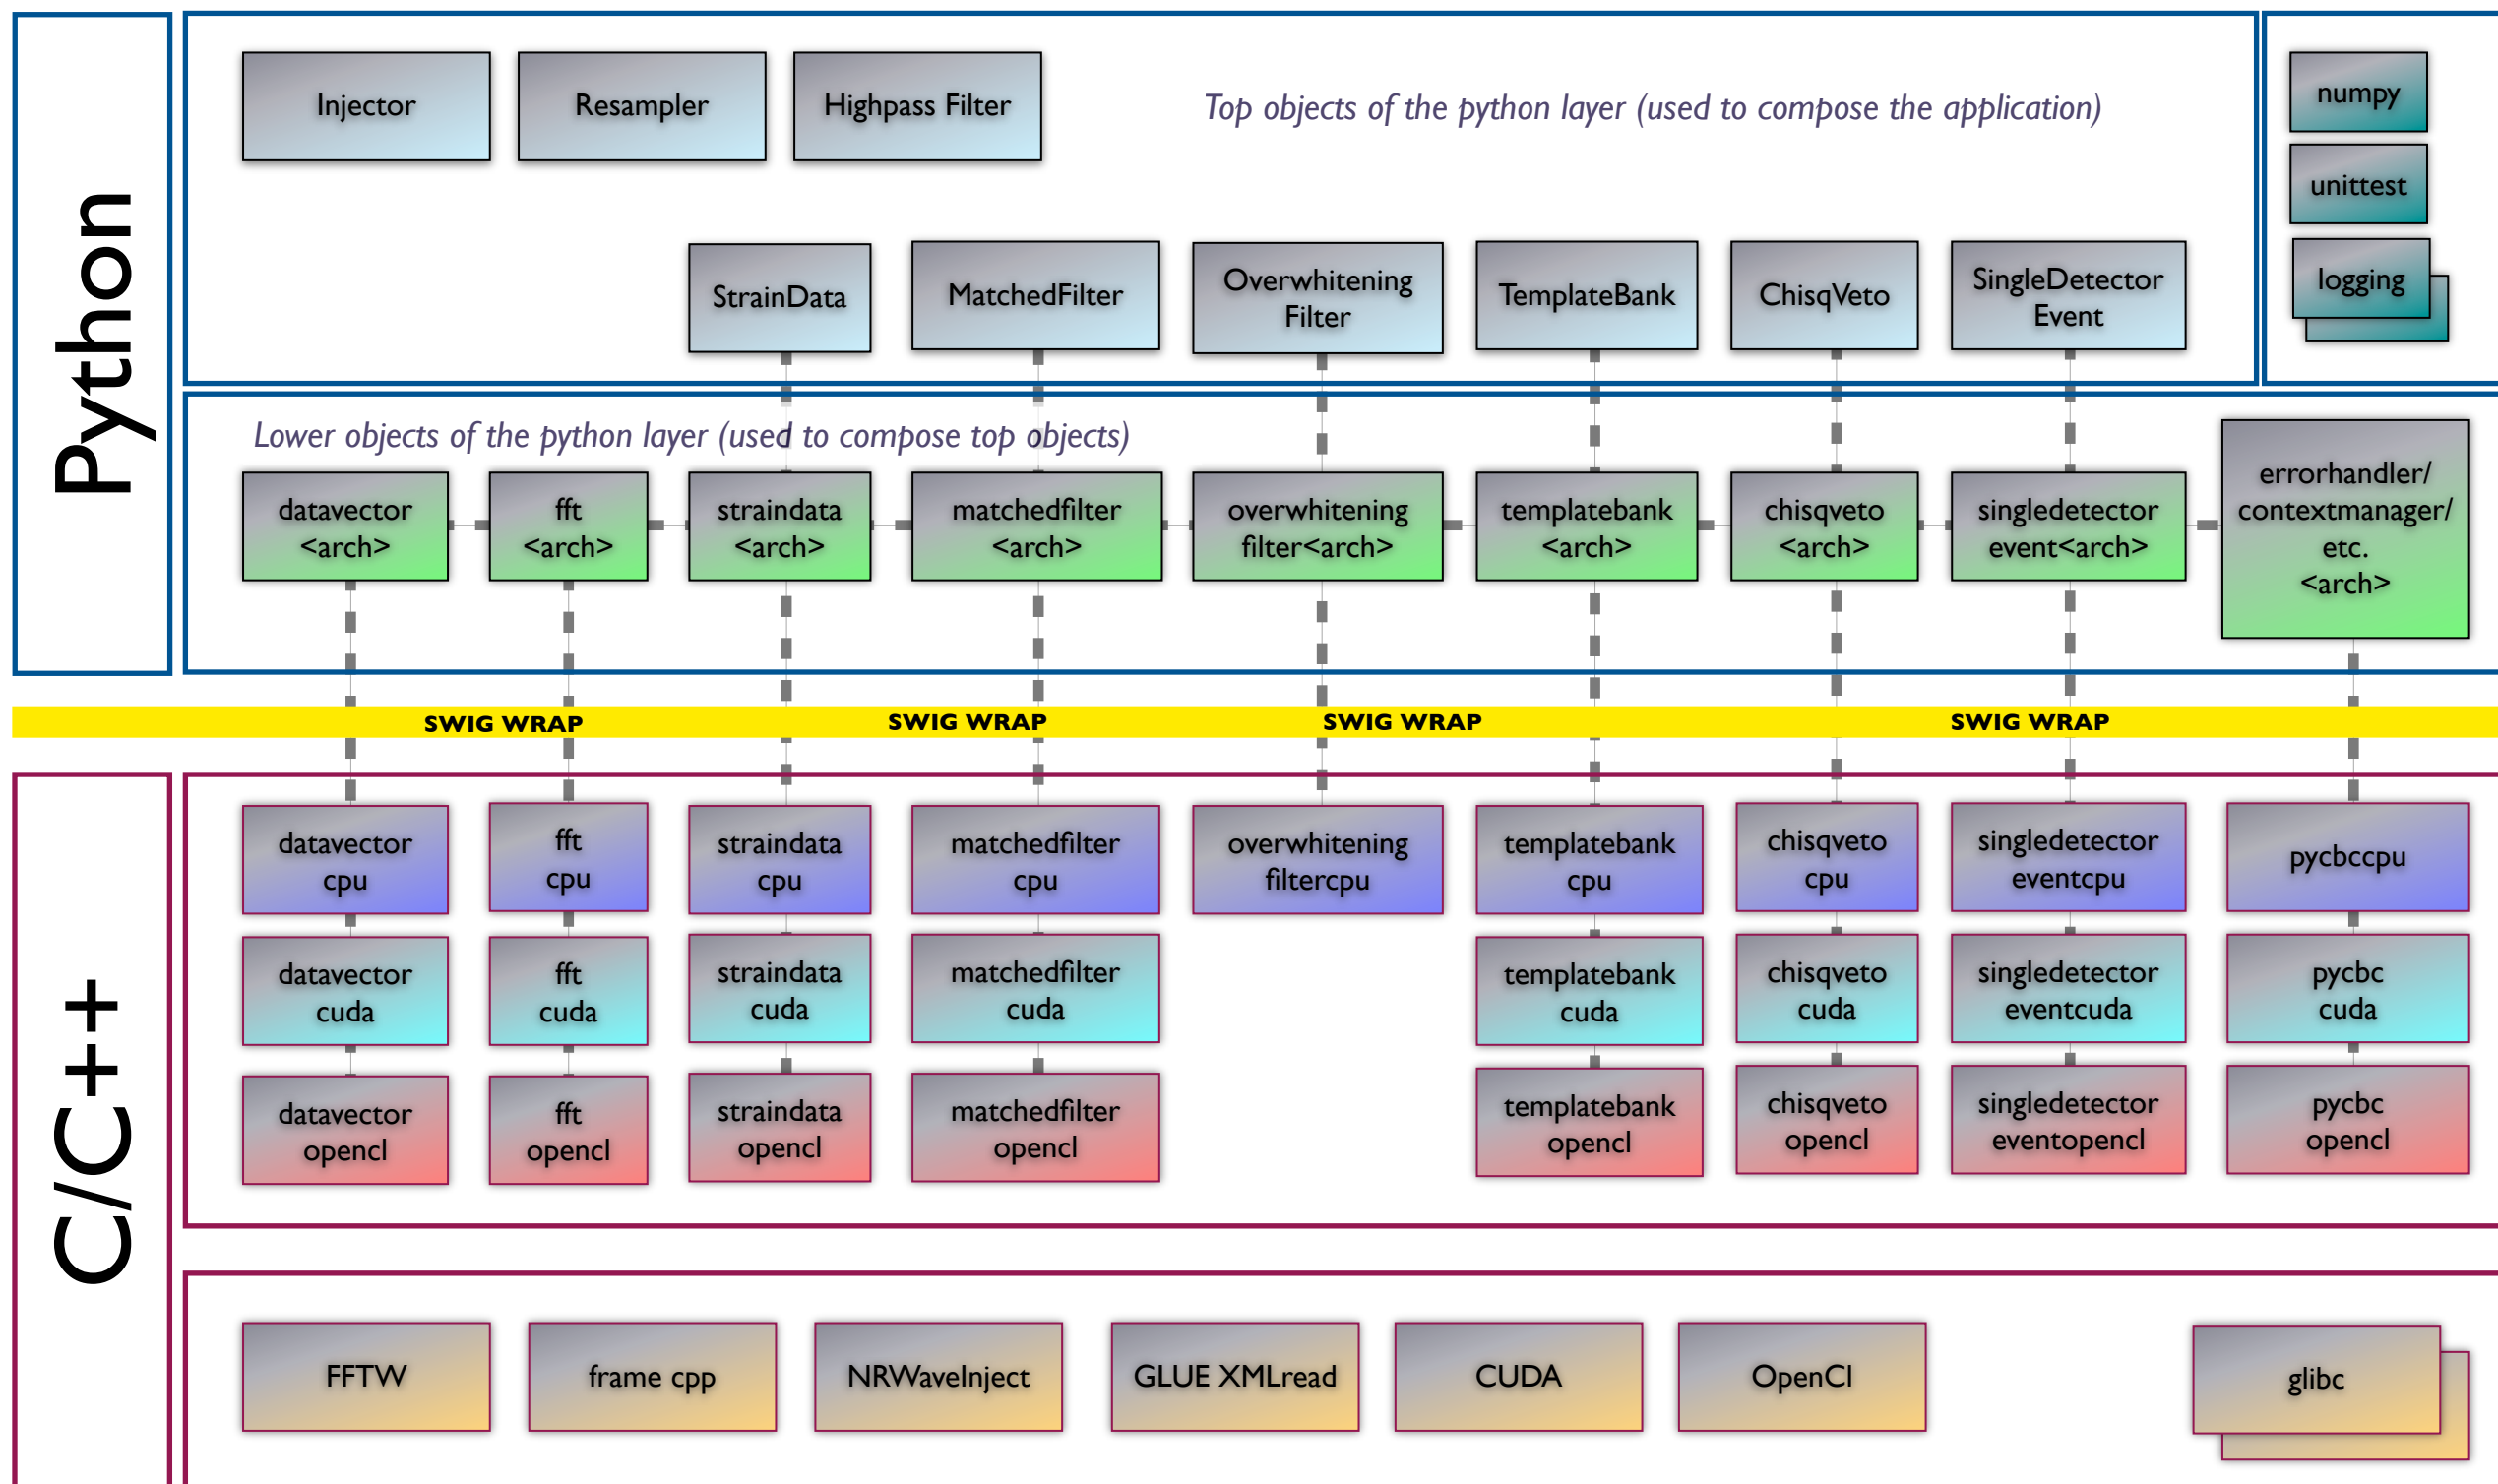 Python
Injector
Resampler
Highpass Filter
Top objects of the python layer (used to compose the application)
numpy
unittest
logging
StrainData
MatchedFilter
Overwhitening
Filter
TemplateBank
ChisqVeto
SingleDetector
Event
Lower objects of the python layer (used to compose top objects)
datavector
<arch>
fft
<arch>
straindata
<arch>
matchedfilter
<arch>
overwhitening
filter<arch>
templatebank
<arch>
chisqveto
<arch>
singledetector
event<arch>
errorhandler/
contextmanager/
etc.
<arch>
SWIG WRAP
SWIG WRAP
SWIG WRAP
SWIG WRAP
C/C++
datavector
cpu
fft
cpu
straindata
cpu
matchedfilter
cpu
overwhitening
filtercpu
templatebank
cpu
chisqveto
cpu
singledetector
eventcpu
pycbccpu
datavector
cuda
fft
cuda
straindata
cuda
matchedfilter
cuda
templatebank
cuda
chisqveto
cuda
singledetector
eventcuda
pycbc
cuda
datavector
opencl
fft
opencl
straindata
opencl
matchedfilter
opencl
templatebank
opencl
chisqveto
opencl
singledetector
eventopencl
pycbc
opencl
FFTW
frame cpp
NRWaveInject
GLUE XMLread
CUDA
OpenCl
glibc